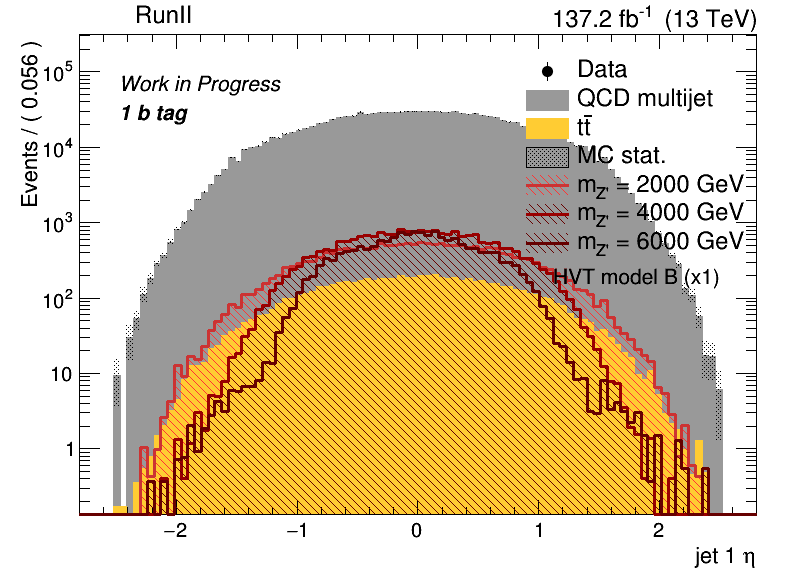 RunII
137.2 fb⁻¹ (13 TeV)
Events / ( 0.056 )
Work in Progress
1 b tag
Data
QCD multijet
tt̄
MC stat.
m_Z' = 2000 GeV
m_Z' = 4000 GeV
m_Z' = 6000 GeV
HVT model B (x1)
10⁵
10⁴
10³
10²
10
1
−2 −1 0 1 2
jet 1 η